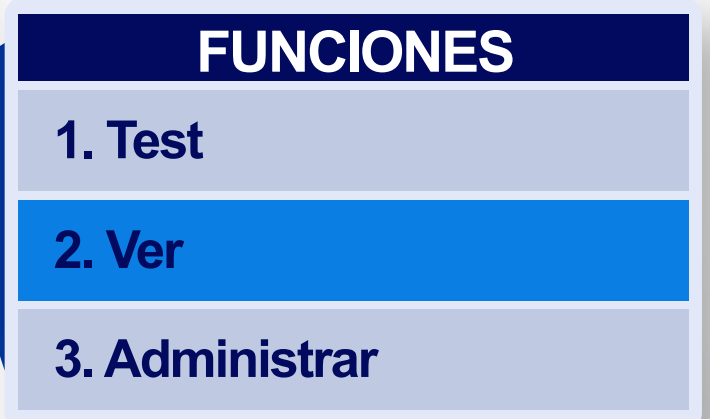 FUNCIONES
1. Test
2. Ver
3. Administrar